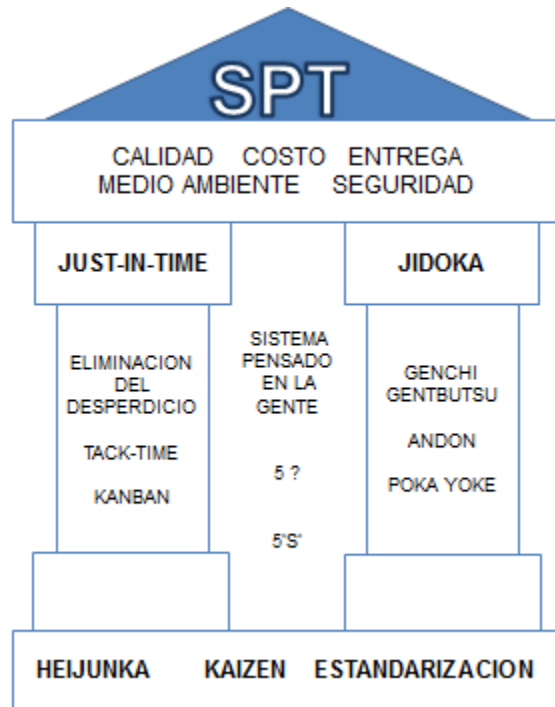 SPT
CALIDAD COSTO ENTREGA
MEDIO AMBIENTE SEGURIDAD
JUST-IN-TIME
JIDOKA
ELIMINACION
DEL
DESPERDICIO
TACK-TIME
KANBAN
SISTEMA
PENSADO
EN LA
GENTE
5 ?
5"S"
GENCHI
GENTBUTSU
ANDON
POKA YOKE
HEIJUNKA KAIZEN ESTANDARIZACION